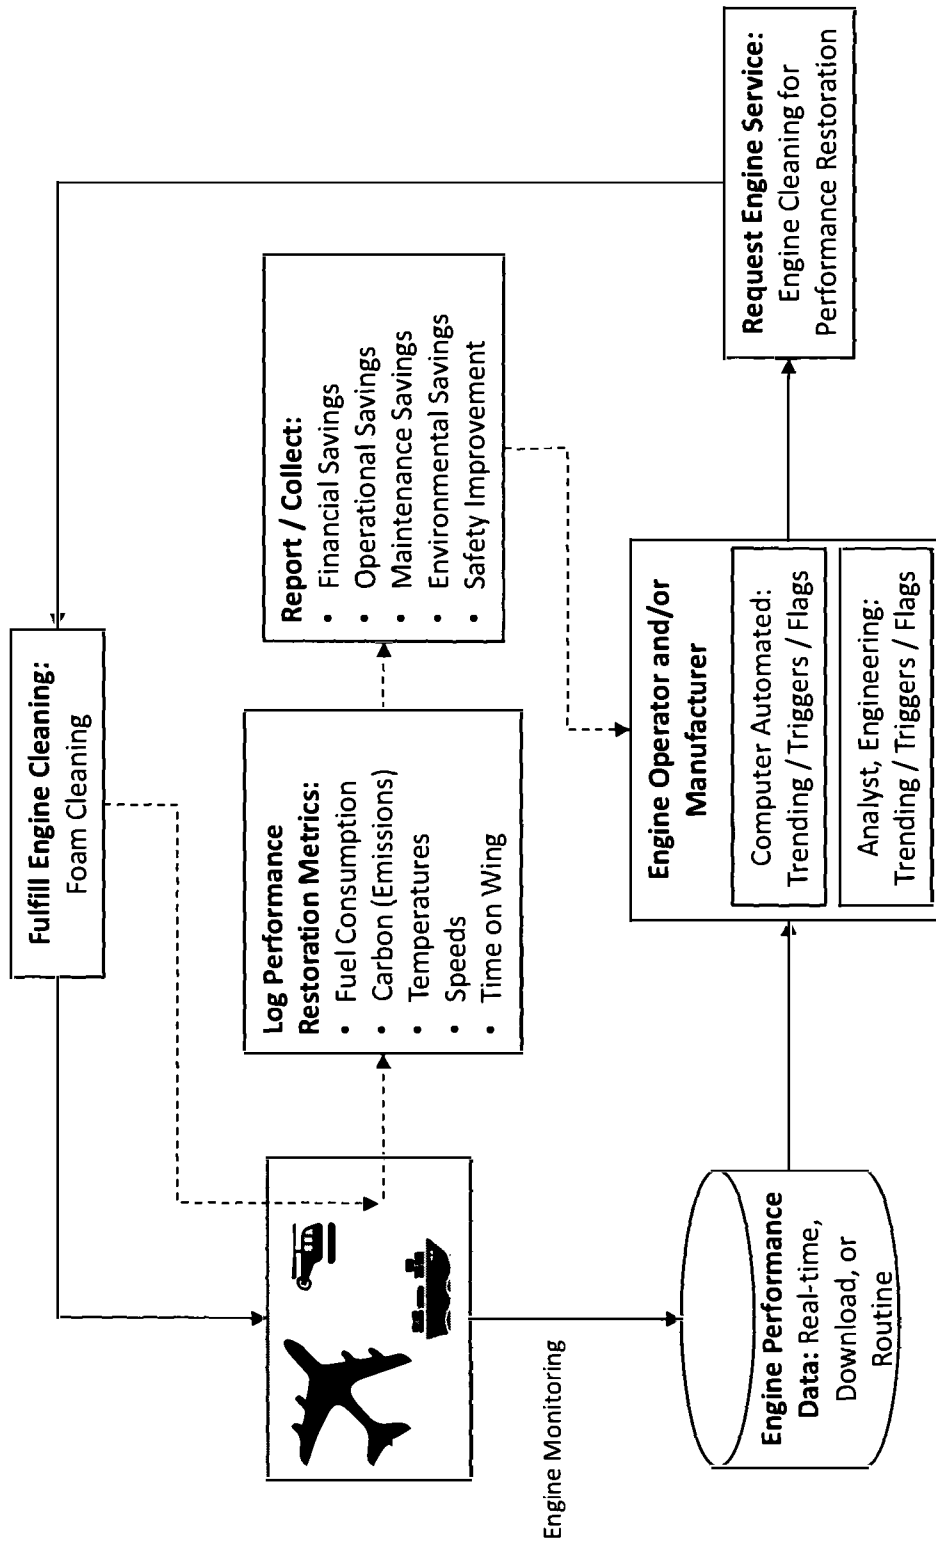 Fulfill Engine Cleaning:
Foam Cleaning
Log Performance
Restoration Metrics:
• Fuel Consumption
• Carbon (Emissions)
• Temperatures
• Speeds
• Time on Wing
Report / Collect:
• Financial Savings
• Operational Savings
• Maintenance Savings
• Environmental Savings
• Safety Improvement
Engine Monitoring
Engine Performance
Data: Real-time,
Download, or
Routine
Engine Operator and/or
Manufacturer
Computer Automated:
Trending / Triggers / Flags
Analyst, Engineering:
Trending / Triggers / Flags
Request Engine Service:
Engine Cleaning for
Performance Restoration